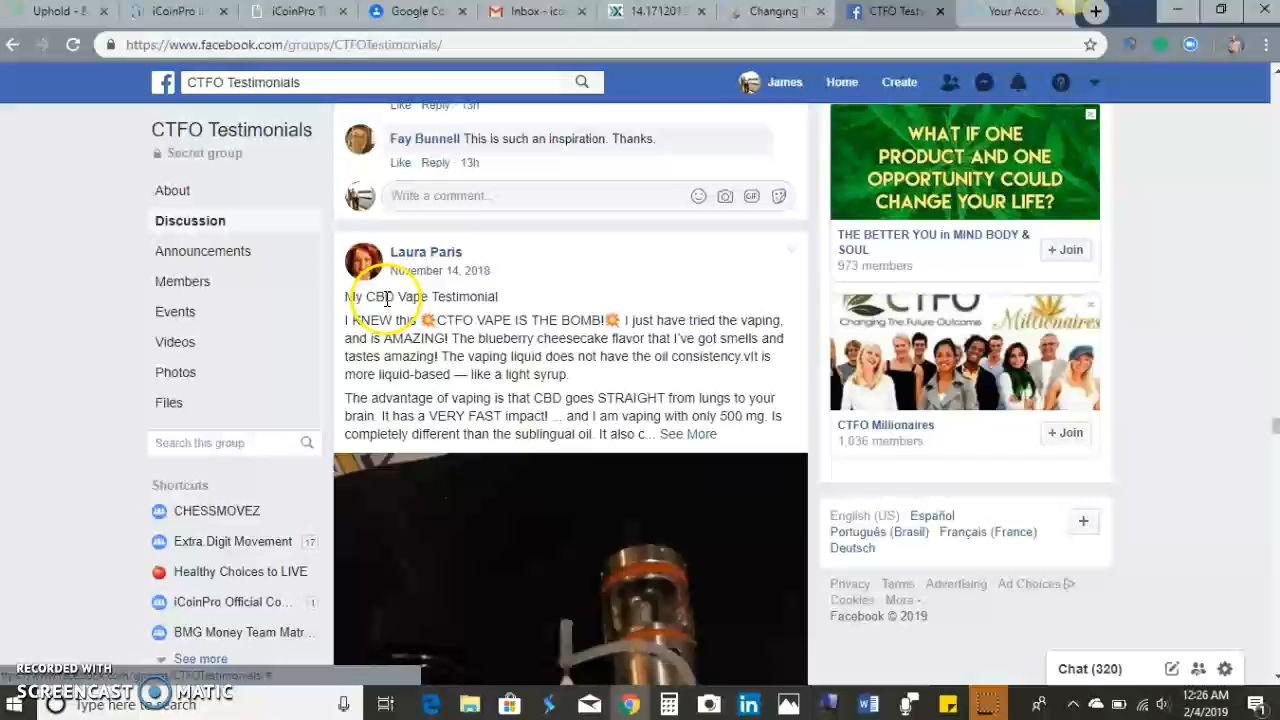 Uphold - B
iCoinPro in
iCoinPro Ti
Google Co
Inbox - ico
14.171201
Changing T
CTFO Tes
Your Acco
https://www.facebook.com/groups/CTFOTestimonials/
CTFO Testimonials
James
Home
Create
CTFO Testimonials
Secret group
About
Discussion
Announcements
Members
Events
Videos
Photos
Files
Search this group
Shortcuts
CHESSMOVEZ
Extra Digit Movement
17
Healthy Choices to LIVE
iCoinPro Official Co...
1
BMG Money Team Matr...
See more
Like Reply 13h
Fay Bunnell This is such an inspiration. Thanks.
Like Reply 13h
Write a comment...
GIF
Laura Paris
November 14, 2018
My CBD Vape Testimonial
I KNEW this 💥CTFO VAPE IS THE BOMB!💥 I just have tried the vaping,
and is AMAZING! The blueberry cheesecake flavor that I've got smells and
tastes amazing! The vaping liquid does not have the oil consistency.vIt is
more liquid-based — like a light syrup.
The advantage of vaping is that CBD goes STRAIGHT from lungs to your
brain. It has a VERY FAST impact! ... and I am vaping with only 500 mg. Is
completely different than the sublingual oil. It also c... See More
WHAT IF ONE
PRODUCT AND ONE
OPPORTUNITY COULD
CHANGE YOUR LIFE?
THE BETTER YOU in MIND BODY &
SOUL
+ Join
973 members
CTFO
Changing The Future Outcome
Millionaires
CTFO Millionaires
+ Join
1,036 members
English (US) Español
Português (Brasil) Français (France)
Deutsch
Privacy Terms Advertising Ad Choices
Cookies More
Facebook © 2019
Chat (320)
RECORDED WITH
SCREENCAST MATIC
Type here to search
12:26 AM
2/4/2019